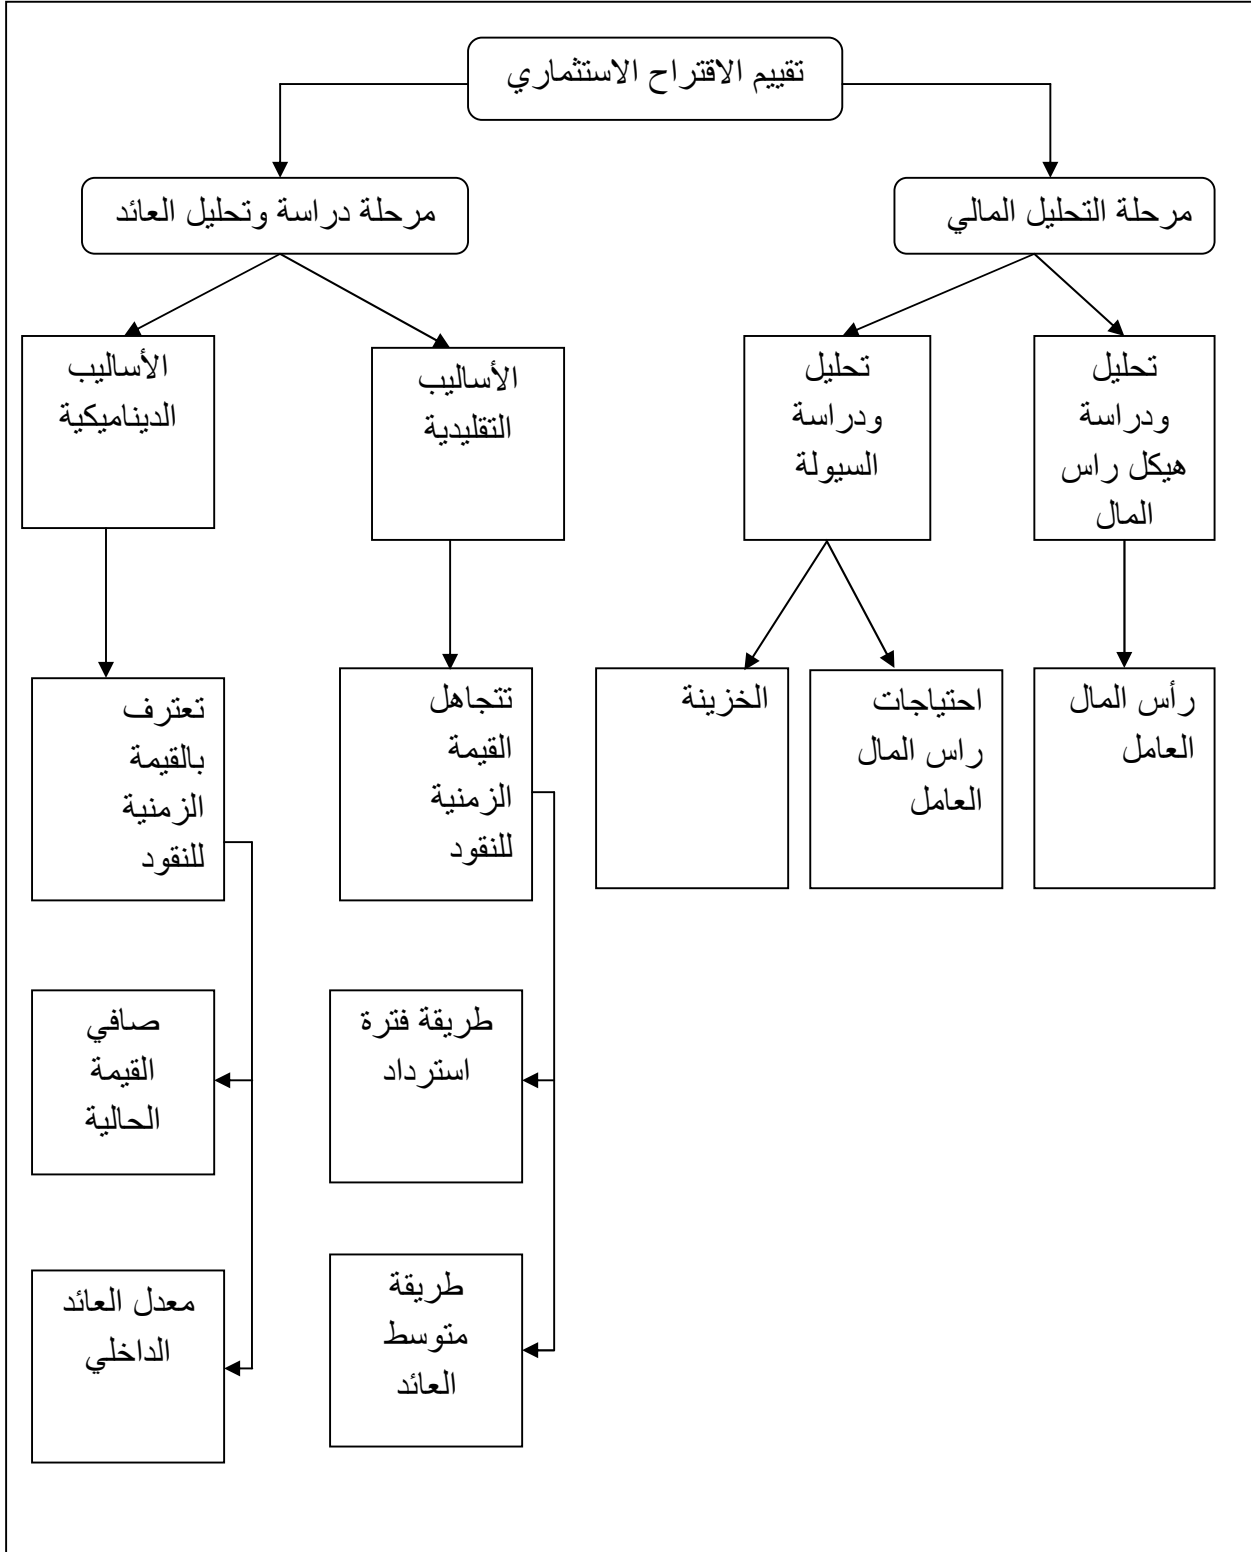 تقييم الاقتراح الاستثماري
مرحلة التحليل المالي
مرحلة دراسة وتحليل العائد
تحليل
ودراسة
هيكل راس
المال
تحليل
ودراسة
السيولة
الأساليب
التقليدية
الأساليب
الديناميكية
رأس المال
العامل
احتياجات
راس المال
العامل
الخزينة
تتجاهل
القيمة
الزمنية
للنقود
تعترف
بالقيمة
الزمنية
للنقود
طريقة فترة
استرداد
صافي
القيمة
الحالية
طريقة
متوسط
العائد
معدل العائد
الداخلي